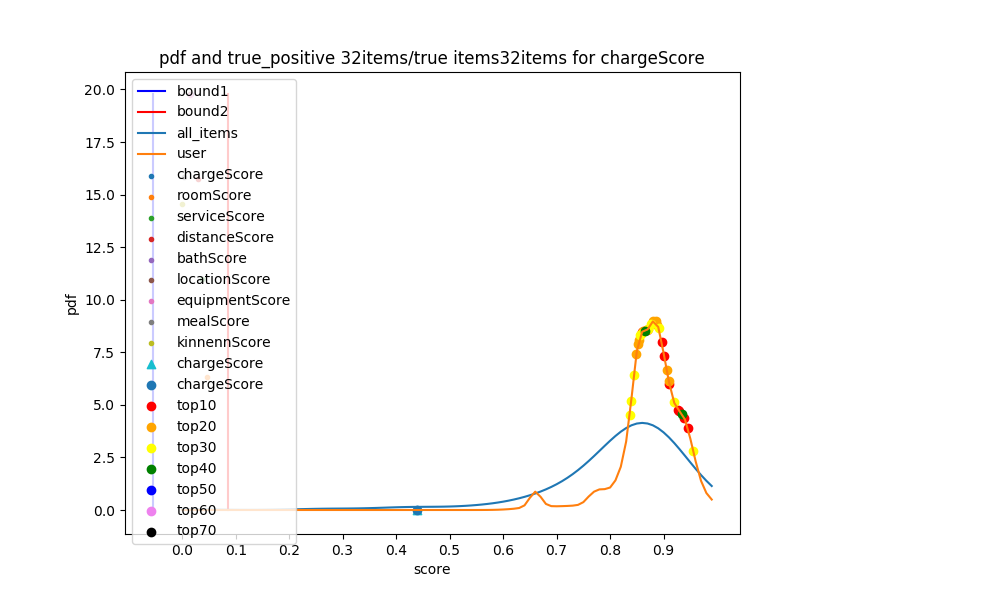 pdf and true_positive 32items/true items32items for chargeScore
20.0
17.5
15.0
12.5
10.0
7.5
5.0
2.5
0.0
pdf
bound1
bound2
all_items
user
chargeScore
roomScore
serviceScore
distanceScore
bathScore
locationScore
equipmentScore
mealScore
kinnennScore
chargeScore
chargeScore
top10
top20
top30
top40
top50
top60
top70
0.0 0.1 0.2 0.3 0.4 0.5 0.6 0.7 0.8 0.9
score